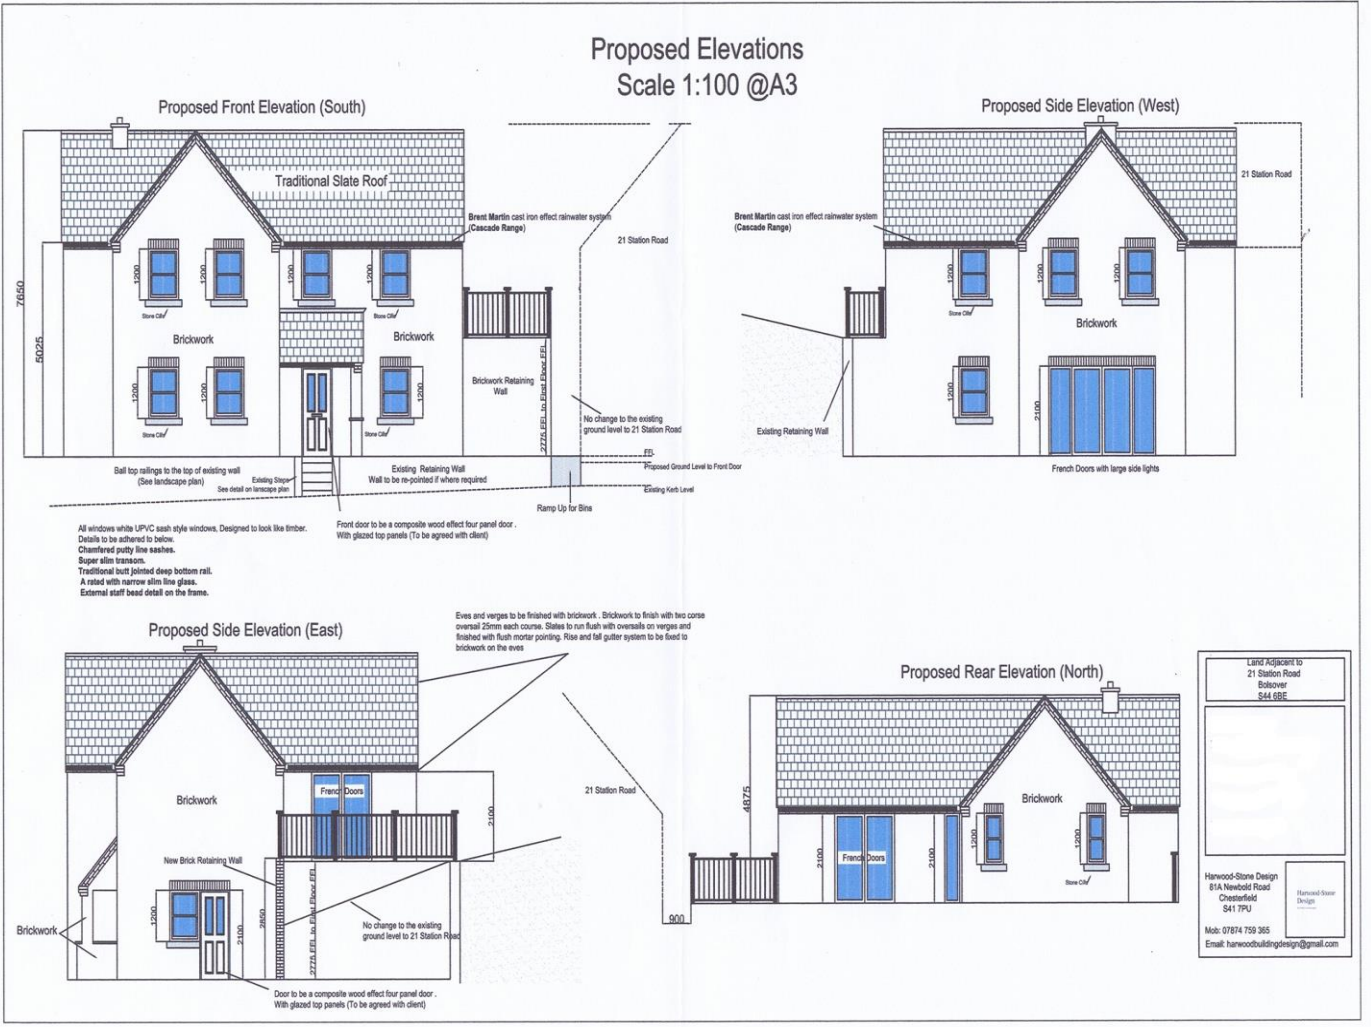 Proposed Elevations
Scale 1:100 @A3
Proposed Front Elevation (South)
Traditional Slate Roof
Brent Martin cast iron effect rainwater system
(Cascade Range)
21 Station Road
7650
5025
1200
1200
1200
1200
Stone Cills
Stone Cills
Brickwork
Brickwork
1200
1200
1200
Stone Cills
Stone Cills
Brickwork Retaining
Wall
2775 FFL to First Floor FFL
No change to the existing
ground level to 21 Station Road
FFL
Proposed Ground Level to Front Door
Existing Kerb Level
Ramp Up for Bins
Ball top railings to the top of existing wall
(See landscape plan)
Existing Steps
See detail on lanscape plan
Existing Retaining Wall
Wall to be re-pointed if where required
Front door to be a composite wood effect four panel door .
With glazed top panels (To be agreed with client)
All windows white UPVC sash style windows, Designed to look like timber.
Details to be adhered to below.
Chamfered putty line sashes.
Super slim transom.
Traditional butt jointed deep bottom rail.
A rated with narrow slim line glass.
External staff bead detail on the frame.
Proposed Side Elevation (West)
21 Station Road
Brent Martin cast iron effect rainwater system
(Cascade Range)
1200
1200
1200
Stone Cills
Brickwork
1200
2100
Existing Retaining Wall
French Doors with large side lights
Proposed Side Elevation (East)
Eves and verges to be finished with brickwork . Brickwork to finish with two corse
oversail 25mm each course. Slates to run flush with oversails on verges and
finished with flush mortar pointing. Rise and fall gutter system to be fixed to
brickwork on the eves
French Doors
Brickwork
2100
New Brick Retaining Wall
1200
2100
2850
2775 FFL to First Floor FFL
Brickwork
No change to the existing
ground level to 21 Station Road
Door to be a composite wood effect four panel door .
With glazed top panels (To be agreed with client)
21 Station Road
Proposed Rear Elevation (North)
4875
Brickwork
2100
French Doors
2100
1200
1200
Stone Cills
900
Land Adjacent to
21 Station Road
Bolsover
S44 6BE
Harwood-Stone Design
81A Newbold Road
Chesterfield
S41 7PU
Mob: 07874 759 365
Email: harwoodbuildingdesign@gmail.com
Harwood-Stone
Design